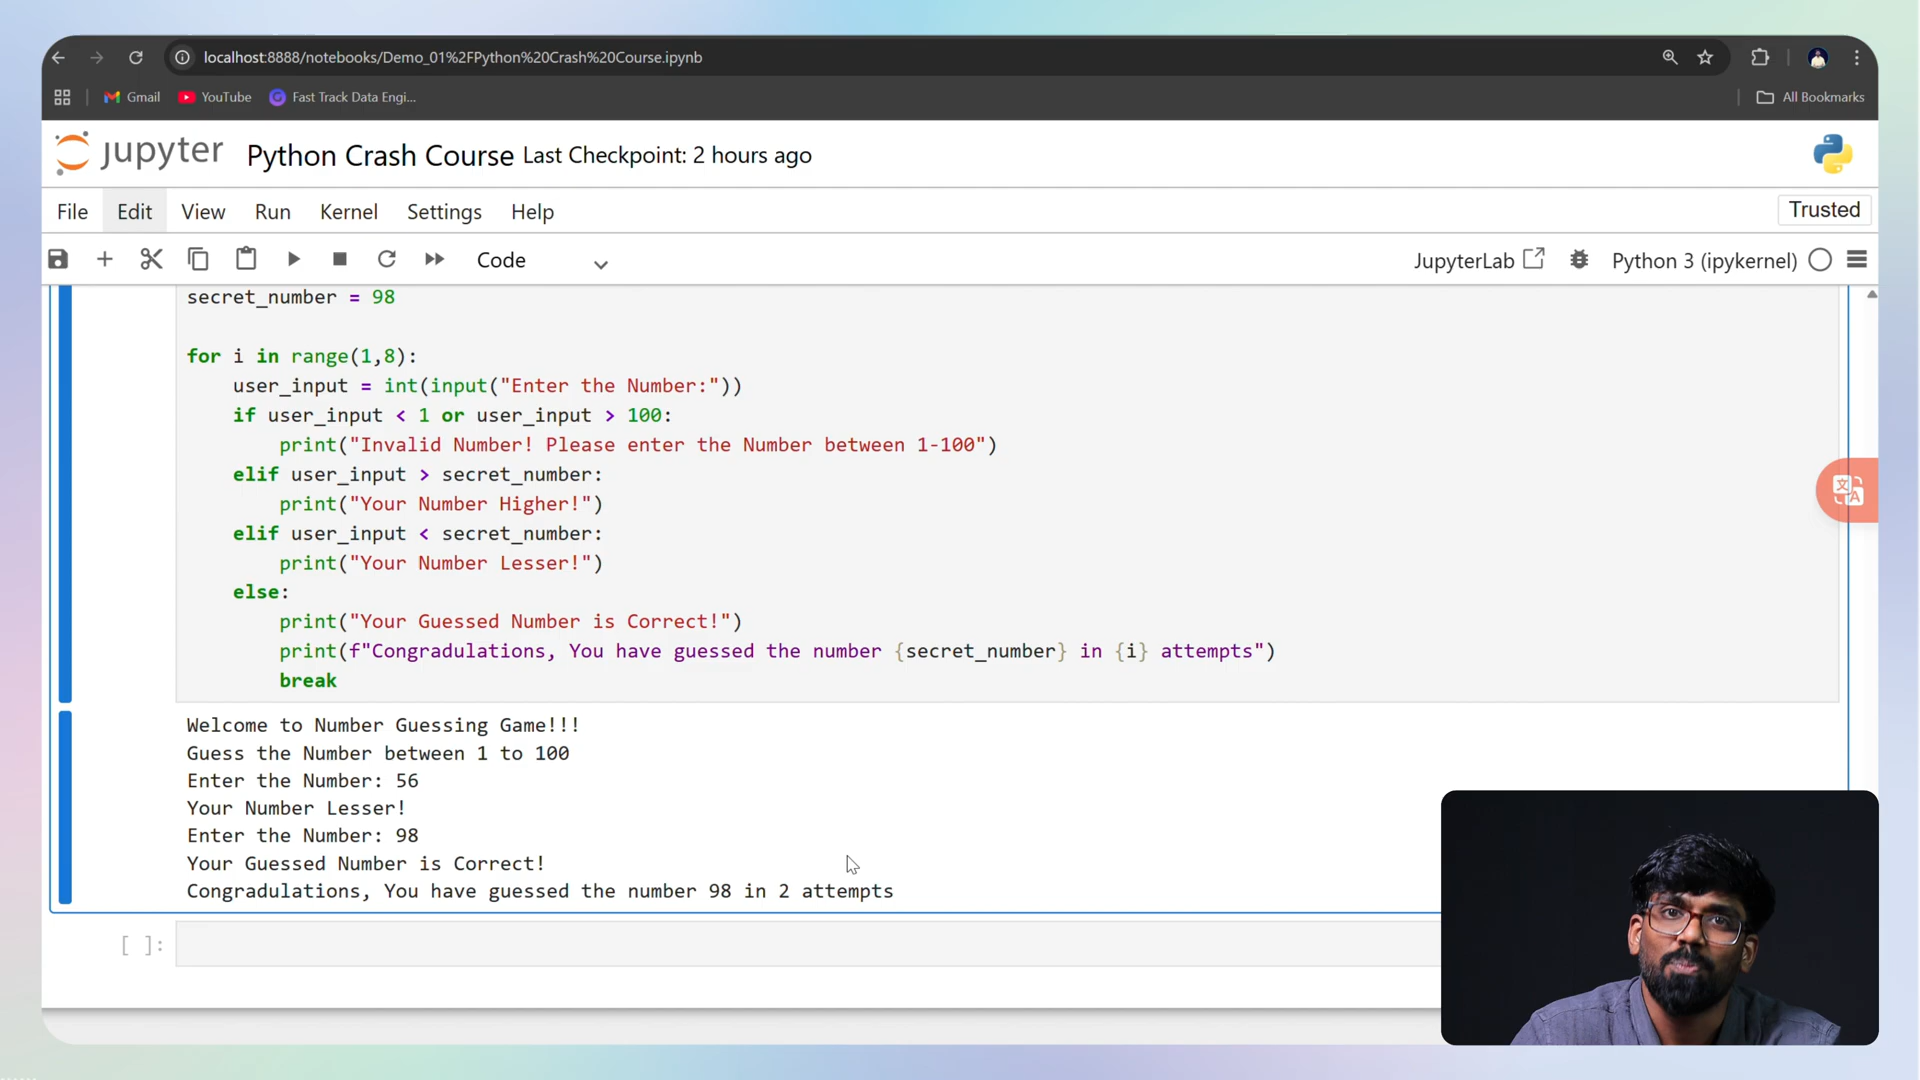 localhost:8888/notebooks/Demo_01%2FPython%20Crash%20Course.ipynb
Gmail YouTube Fast Track Data Engi... All Bookmarks
jupyter Python Crash Course Last Checkpoint: 2 hours ago
File Edit View Run Kernel Settings Help Trusted
Code JupyterLab Python 3 (ipykernel)
secret_number = 98
for i in range(1,8):
    user_input = int(input("Enter the Number:"))
    if user_input < 1 or user_input > 100:
        print("Invalid Number! Please enter the Number between 1-100")
    elif user_input > secret_number:
        print("Your Number Higher!")
    elif user_input < secret_number:
        print("Your Number Lesser!")
    else:
        print("Your Guessed Number is Correct!")
        print(f"Congradulations, You have guessed the number {secret_number} in {i} attempts")
        break
Welcome to Number Guessing Game!!!
Guess the Number between 1 to 100
Enter the Number: 56
Your Number Lesser!
Enter the Number: 98
Your Guessed Number is Correct!
Congradulations, You have guessed the number 98 in 2 attempts
[ ]: